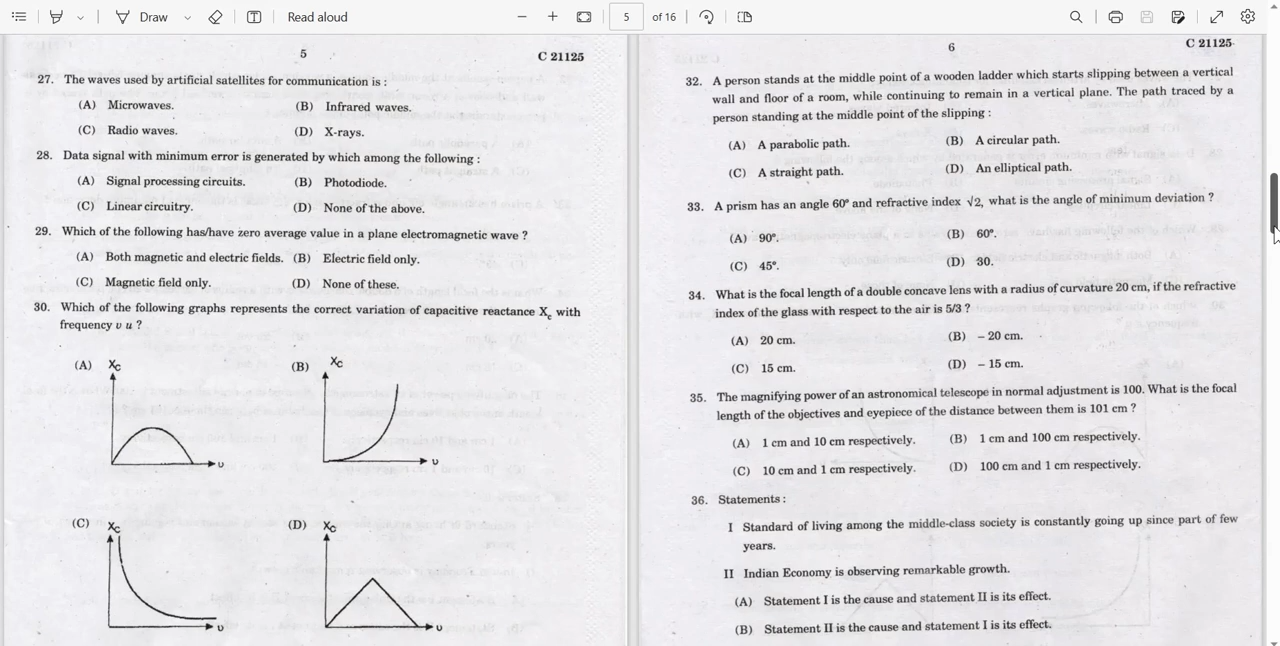 Draw
Read aloud
5
of 16
5
C 21125
27. The waves used by artificial satellites for communication is :
(A) Microwaves. (B) Infrared waves.
(C) Radio waves. (D) X-rays.
28. Data signal with minimum error is generated by which among the following :
(A) Signal processing circuits. (B) Photodiode.
(C) Linear circuitry. (D) None of the above.
29. Which of the following has/have zero average value in a plane electromagnetic wave ?
(A) Both magnetic and electric fields. (B) Electric field only.
(C) Magnetic field only. (D) None of these.
30. Which of the following graphs represents the correct variation of capacitive reactance Xc with
frequency υ u ?
(A) XC υ
(B) XC υ
(C) XC υ
(D) XC υ
6
C 21125
32. A person stands at the middle point of a wooden ladder which starts slipping between a vertical
wall and floor of a room, while continuing to remain in a vertical plane. The path traced by a
person standing at the middle point of the slipping :
(A) A parabolic path. (B) A circular path.
(C) A straight path. (D) An elliptical path.
33. A prism has an angle 60° and refractive index √2, what is the angle of minimum deviation ?
(A) 90°. (B) 60°.
(C) 45°. (D) 30.
34. What is the focal length of a double concave lens with a radius of curvature 20 cm, if the refractive
index of the glass with respect to the air is 5/3 ?
(A) 20 cm. (B) – 20 cm.
(C) 15 cm. (D) – 15 cm.
35. The magnifying power of an astronomical telescope in normal adjustment is 100. What is the focal
length of the objectives and eyepiece of the distance between them is 101 cm ?
(A) 1 cm and 10 cm respectively. (B) 1 cm and 100 cm respectively.
(C) 10 cm and 1 cm respectively. (D) 100 cm and 1 cm respectively.
36. Statements :
I Standard of living among the middle-class society is constantly going up since part of few
years.
II Indian Economy is observing remarkable growth.
(A) Statement I is the cause and statement II is its effect.
(B) Statement II is the cause and statement I is its effect.